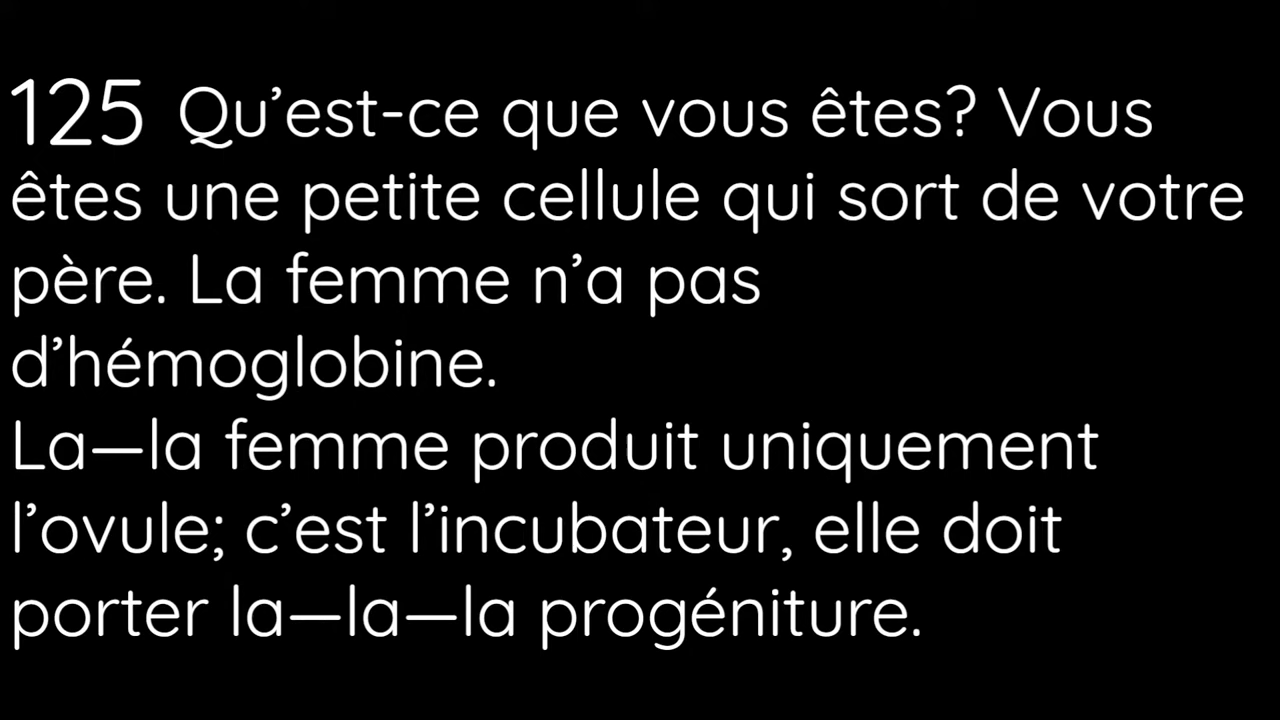 125 Qu’est-ce que vous êtes? Vous
êtes une petite cellule qui sort de votre
père. La femme n’a pas
d’hémoglobine.
La—la femme produit uniquement
l’ovule; c’est l’incubateur, elle doit
porter la—la—la progéniture.